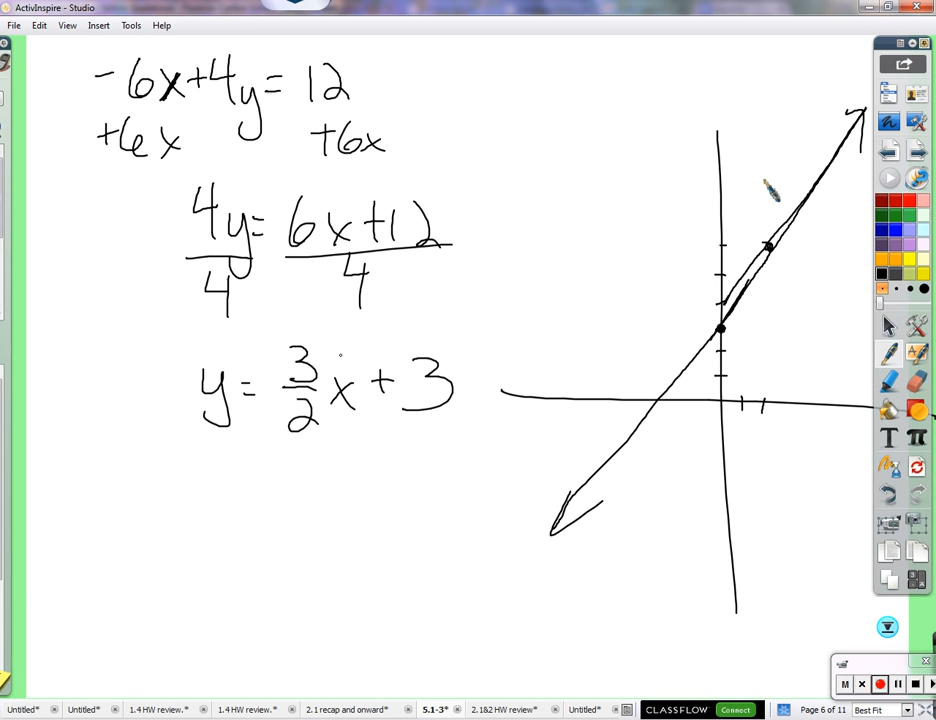 ActivInspire - Studio
File Edit View Insert Tools Help
-6x+4y= 12
+6x +6x
4y= 6x+12
4 4
y= 3/2 x + 3
T π
M
Untitled* Untitled* 1.4 HW review.* 1.4 HW review.* 2.1 recap and omwork* 5.1-3* 2.1&2 HW review* Untitled* CLASSFLOW Connect Page 6 of 11 Best Fit